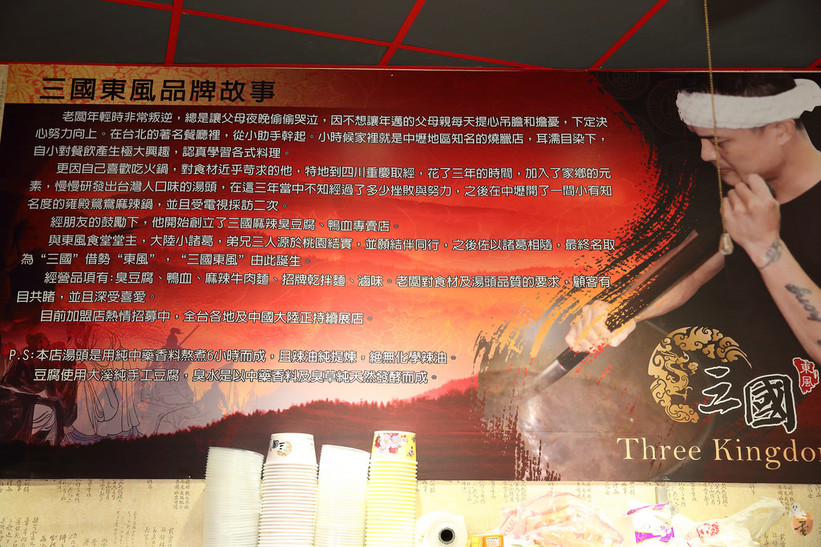 三國東風品牌故事
老闆年輕時非常叛逆，總是讓父母夜晚偷偷哭泣，因不想讓年邁的父母親每天提心吊膽和擔憂，下定決
心努力向上。在台北的著名餐廳裡，從小助手幹起。小時候家裡就是中壢地區知名的燒臘店，耳濡目染下，
自小對餐飲產生極大興趣，認真學習各式料理。
更因自己喜歡吃火鍋，對食材近乎苛求的他，特地到四川重慶取經，花了三年的時間，加入了家鄉的元
素，慢慢研發出台灣人口味的湯頭，在這三年當中不知經過了多少挫敗與努力，之後在中壢開了一間小有知
名度的雍殿鴛鴦麻辣鍋，並且受電視採訪二次。
經朋友的鼓勵下，他開始創立了三國麻辣臭豆腐、鴨血專賣店。
與東風食堂堂主，大陸小諸葛，弟兄三人源於桃園結實，並願結伴同行，之後佐以諸葛相隨，最終名取
為“三國”借勢“東風”，“三國東風”由此誕生。
經營品項有：臭豆腐、鴨血、麻辣牛肉麵、招牌乾拌麵、滷味。老闆對食材及湯頭品質的要求，顧客有
目共睹，並且深受喜愛。
目前加盟店熱情招募中，全台各地及中國大陸正持續展店。
P.S：本店湯頭是用純中藥香料熬煮6小時而成，且辣油純提煉，絕無化學辣油。
豆腐使用大溪純手工豆腐，臭水是以中藥香料及臭草純天然發酵而成。
三國
東風
Three Kingdom